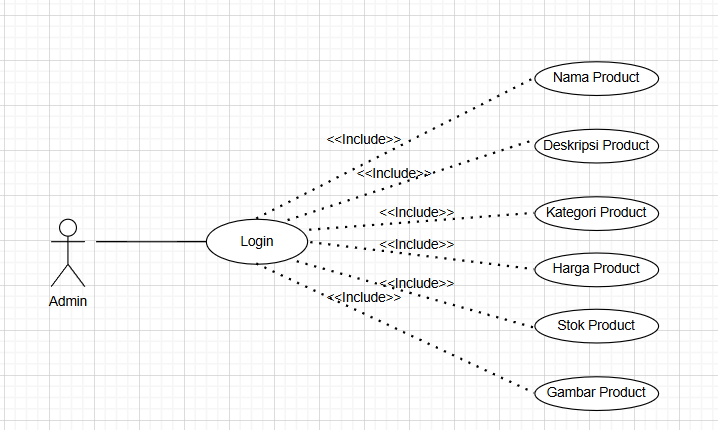 Nama Product
<<Include>>
Deskripsi Product
<<Include>>
Kategori Product
<<Include>>
Login
<<Include>>
Harga Product
<<Include>>
<<Include>>
Admin
Stok Product
Gambar Product